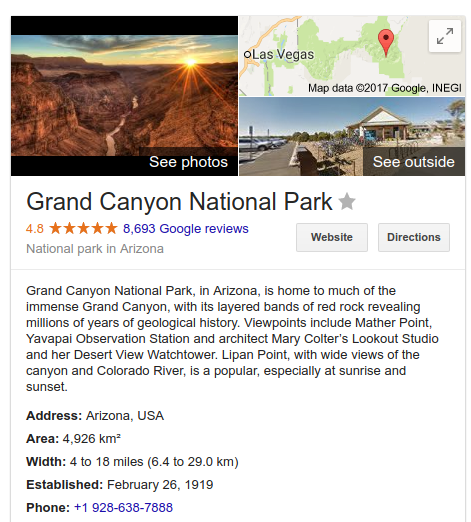 Las Vegas
Map data ©2017 Google, INEGI
See photos
See outside
Grand Canyon National Park
4.8 8,693 Google reviews
National park in Arizona
Website
Directions
Grand Canyon National Park, in Arizona, is home to much of the
immense Grand Canyon, with its layered bands of red rock revealing
millions of years of geological history. Viewpoints include Mather Point,
Yavapai Observation Station and architect Mary Colter’s Lookout Studio
and her Desert View Watchtower. Lipan Point, with wide views of the
canyon and Colorado River, is a popular, especially at sunrise and
sunset.
Address: Arizona, USA
Area: 4,926 km²
Width: 4 to 18 miles (6.4 to 29.0 km)
Established: February 26, 1919
Phone: +1 928-638-7888